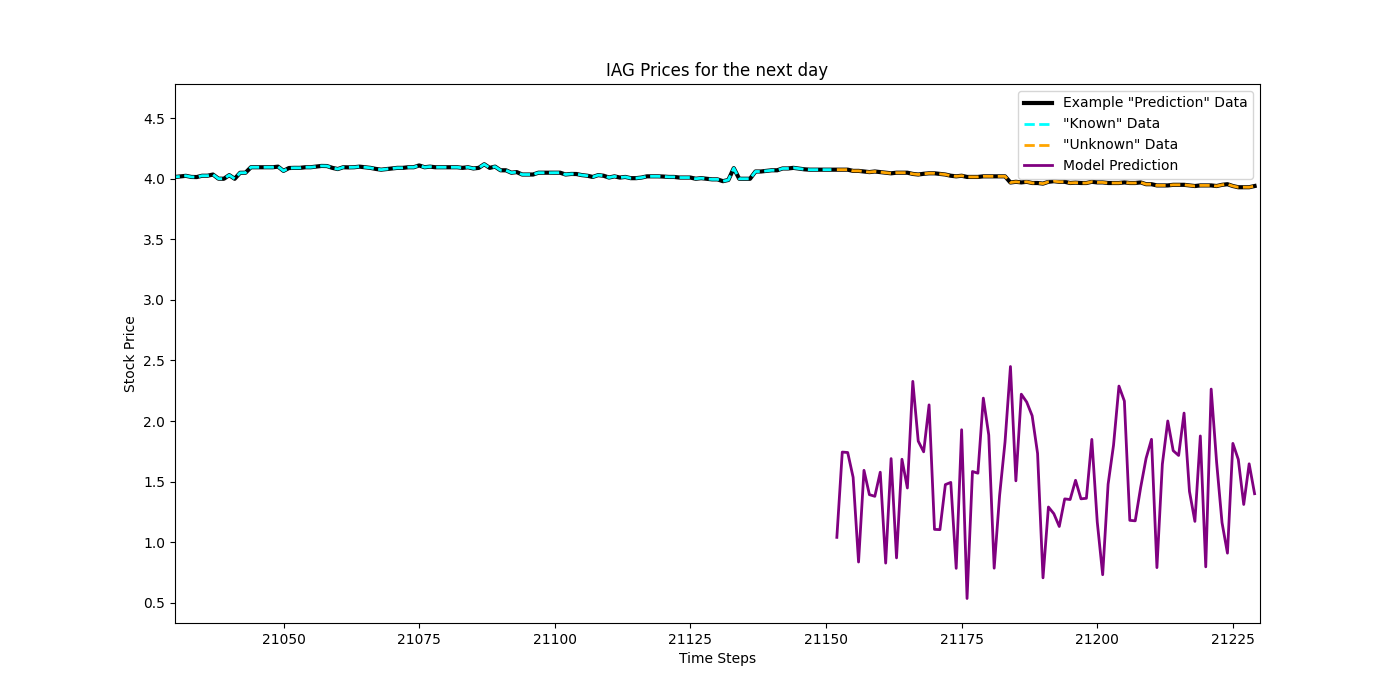 IAG Prices for the next day
Example "Prediction" Data
"Known" Data
"Unknown" Data
Model Prediction
4.5
4.0
3.5
3.0
2.5
2.0
1.5
1.0
0.5
Stock Price
21050
21075
21100
21125
21150
21175
21200
21225
Time Steps